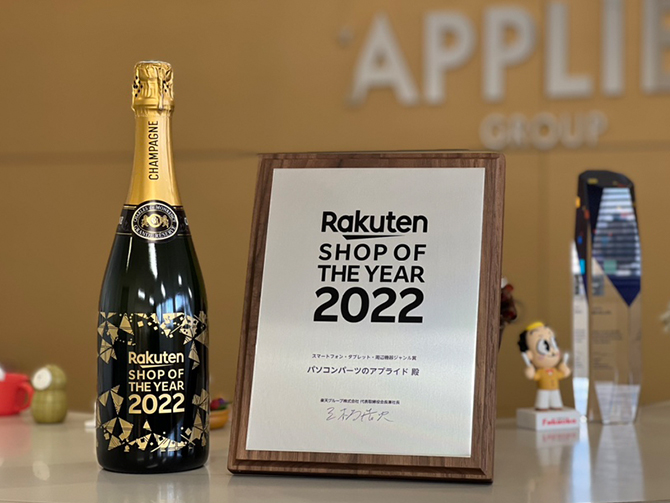 APPLIE
GROUP
CHAMPAGNE
Rakuten
SHOP OF
THE YEAR
2022
Rakuten
SHOP OF
THE YEAR
2022
スマートフォン・タブレット・周辺機器ジャンル賞
パソコンパーツのアプライド 殿
楽天グループ株式会社 代表取締役会長兼社長